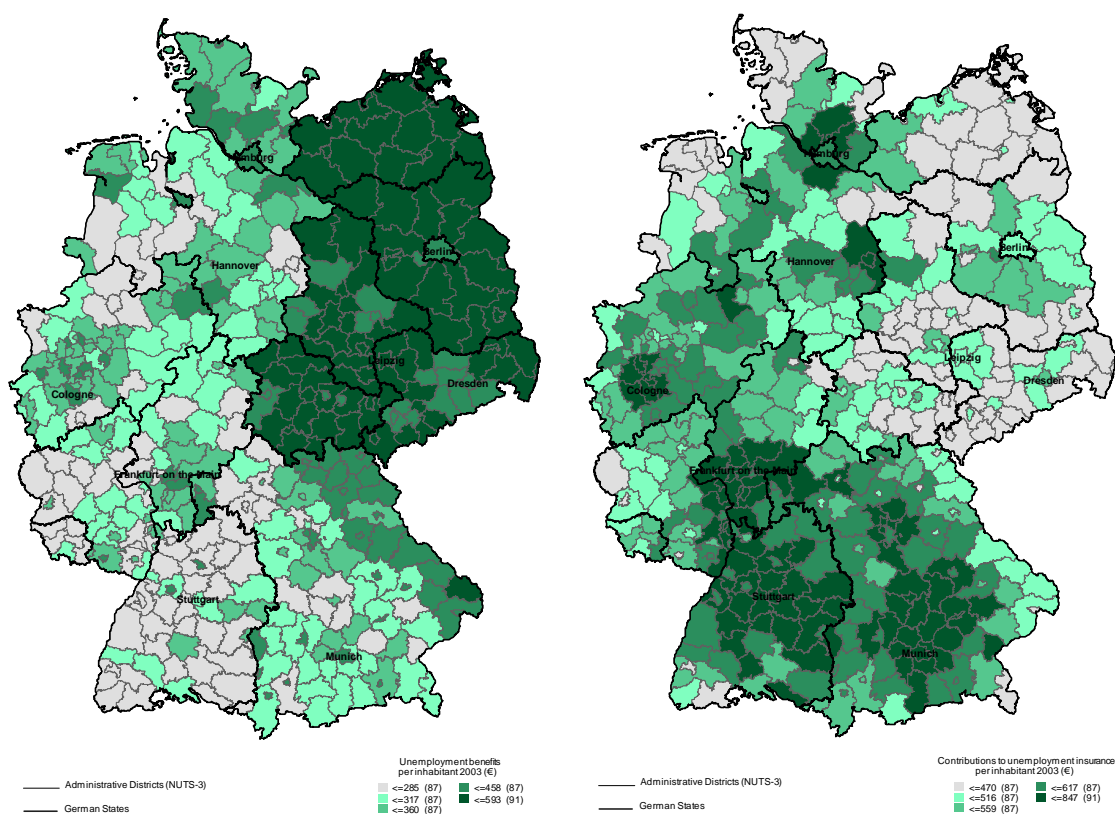 Hamburg
Berlin
Hannover
Leipzig
Dresden
Cologne
Frankfurt on the Main
Stuttgart
Munich
Administrative Districts (NUTS-3)
German States
Unemployment benefits
per inhabitant 2003 (€)
<=285 (87)
<=317 (87)
<=360 (87)
<=458 (87)
<=593 (91)
Hamburg
Berlin
Hannover
Leipzig
Dresden
Cologne
Frankfurt on the Main
Stuttgart
Munich
Administrative Districts (NUTS-3)
German States
Contributions to unemployment insurance
per inhabitant 2003 (€)
<=470 (87)
<=516 (87)
<=559 (87)
<=617 (87)
<=847 (91)